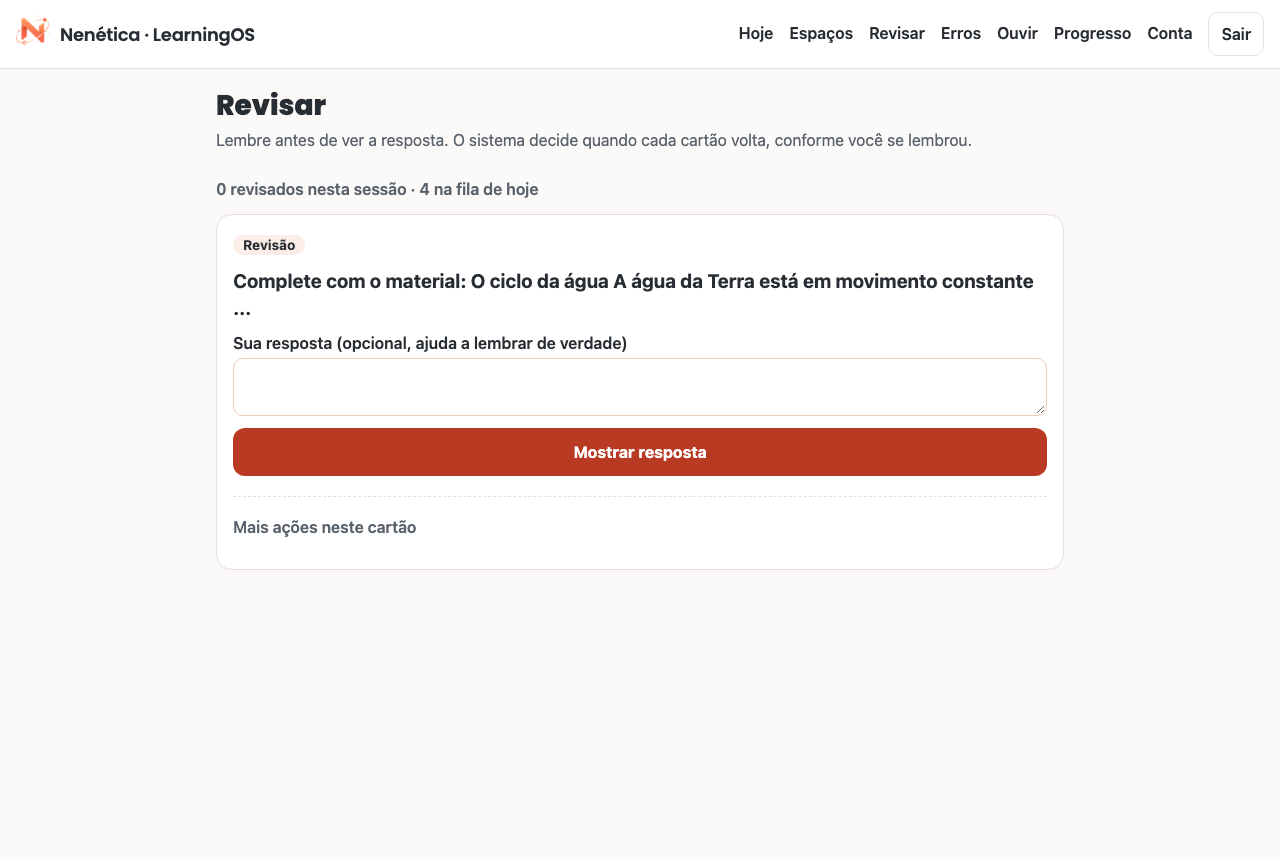 Nenética · LearningOS
Hoje Espaços Revisar Erros Ouvir Progresso Conta Sair
Revisar
Lembre antes de ver a resposta. O sistema decide quando cada cartão volta, conforme você se lembrou.
0 revisados nesta sessão · 4 na fila de hoje
Revisão
Complete com o material: O ciclo da água A água da Terra está em movimento constante
...
Sua resposta (opcional, ajuda a lembrar de verdade)
Mostrar resposta
Mais ações neste cartão